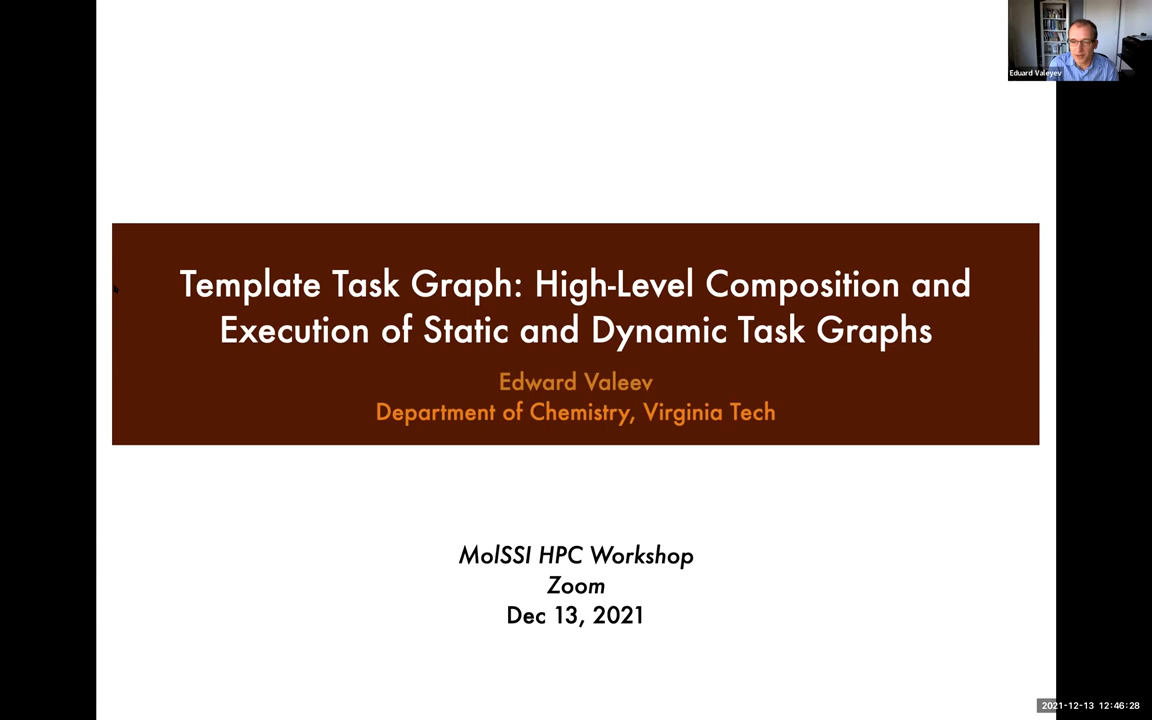 Eduard Valeyev
Template Task Graph: High-Level Composition and
Execution of Static and Dynamic Task Graphs
Edward Valeev
Department of Chemistry, Virginia Tech
MolSSI HPC Workshop
Zoom
Dec 13, 2021
2021-12-13 12:46:28